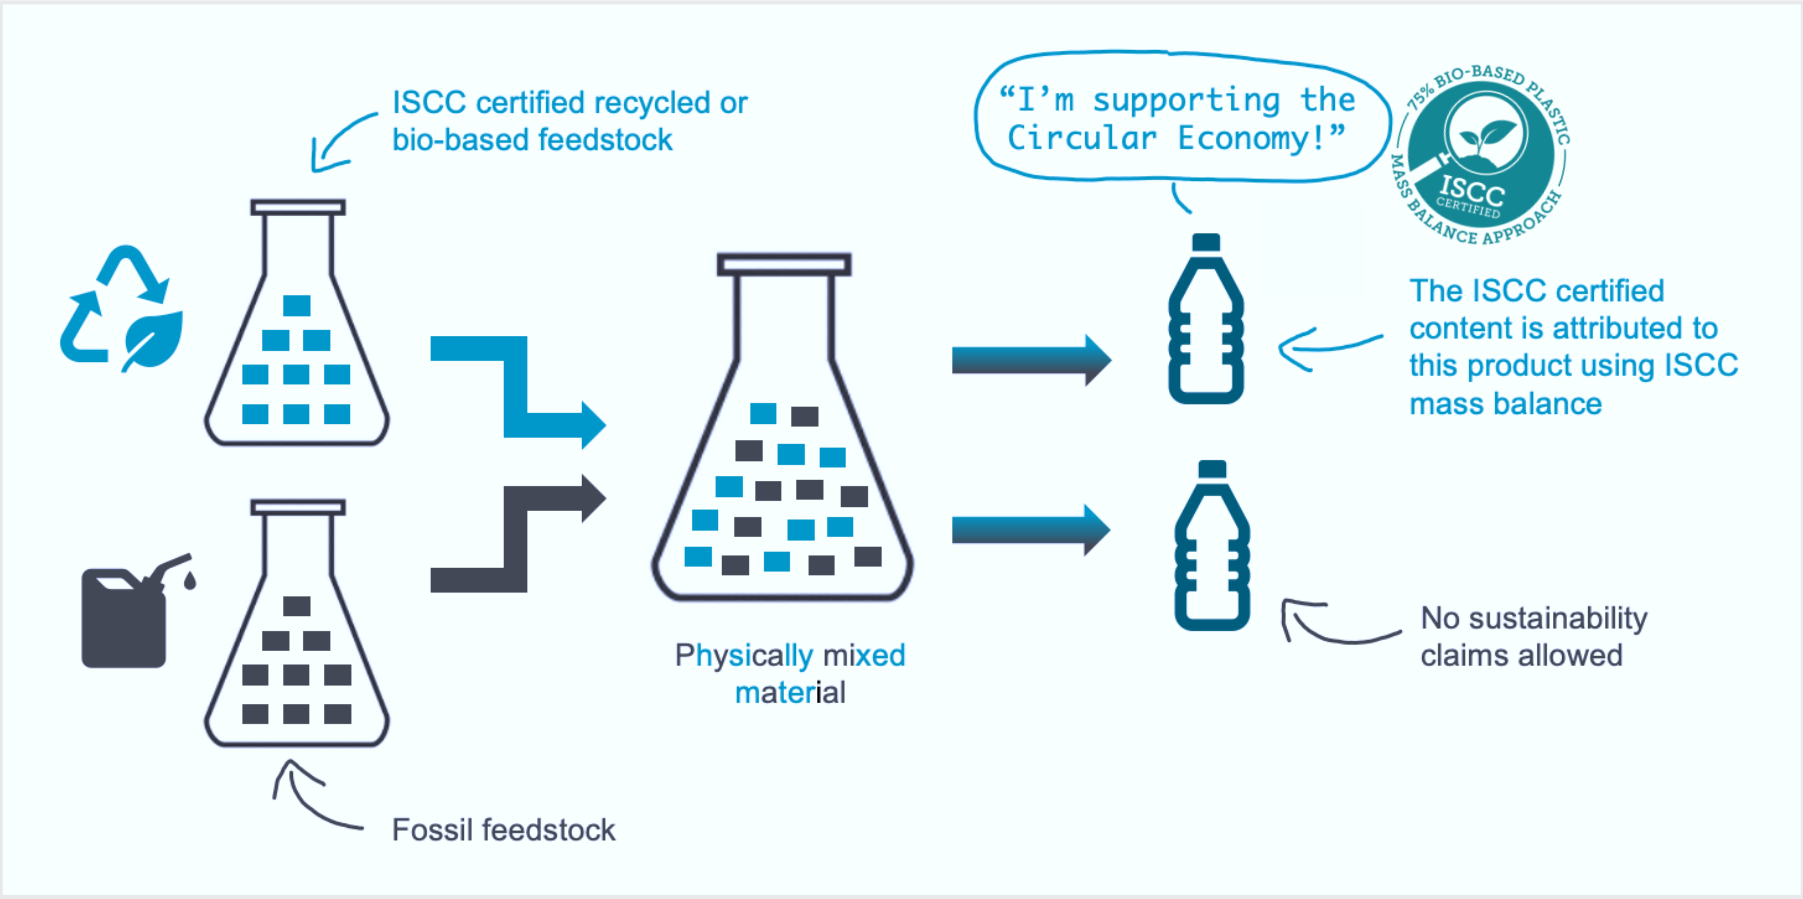 ISCC certified recycled or
bio-based feedstock
“I’m supporting the
Circular Economy!”
75% BIO-BASED PLASTIC
MASS BALANCE APPROACH
ISCC
CERTIFIED
The ISCC certified
content is attributed to
this product using ISCC
mass balance
Physically mixed
material
No sustainability
claims allowed
Fossil feedstock